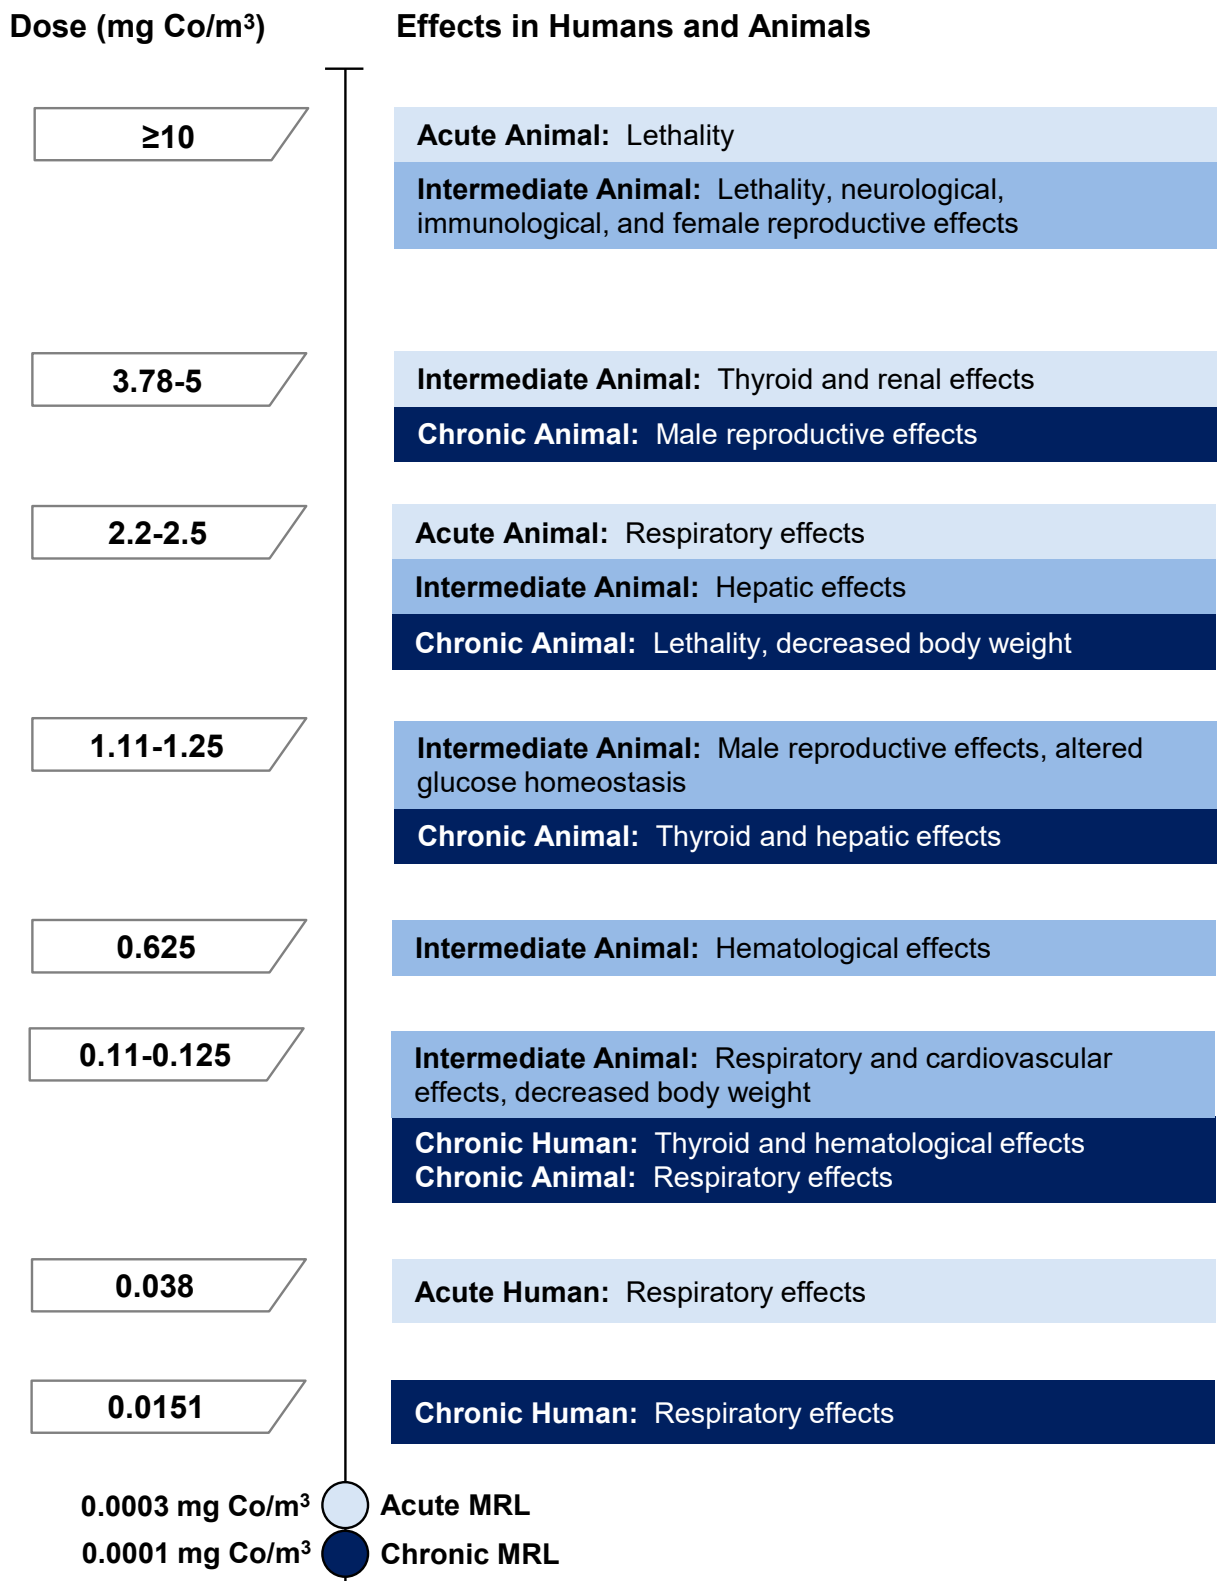 Dose (mg Co/m³) Effects in Humans and Animals
≥10
Acute Animal: Lethality
Intermediate Animal: Lethality, neurological,
immunological, and female reproductive effects
3.78-5
Intermediate Animal: Thyroid and renal effects
Chronic Animal: Male reproductive effects
2.2-2.5
Acute Animal: Respiratory effects
Intermediate Animal: Hepatic effects
Chronic Animal: Lethality, decreased body weight
1.11-1.25
Intermediate Animal: Male reproductive effects, altered
glucose homeostasis
Chronic Animal: Thyroid and hepatic effects
0.625
Intermediate Animal: Hematological effects
0.11-0.125
Intermediate Animal: Respiratory and cardiovascular
effects, decreased body weight
Chronic Human: Thyroid and hematological effects
Chronic Animal: Respiratory effects
0.038
Acute Human: Respiratory effects
0.0151
Chronic Human: Respiratory effects
0.0003 mg Co/m³ Acute MRL
0.0001 mg Co/m³ Chronic MRL